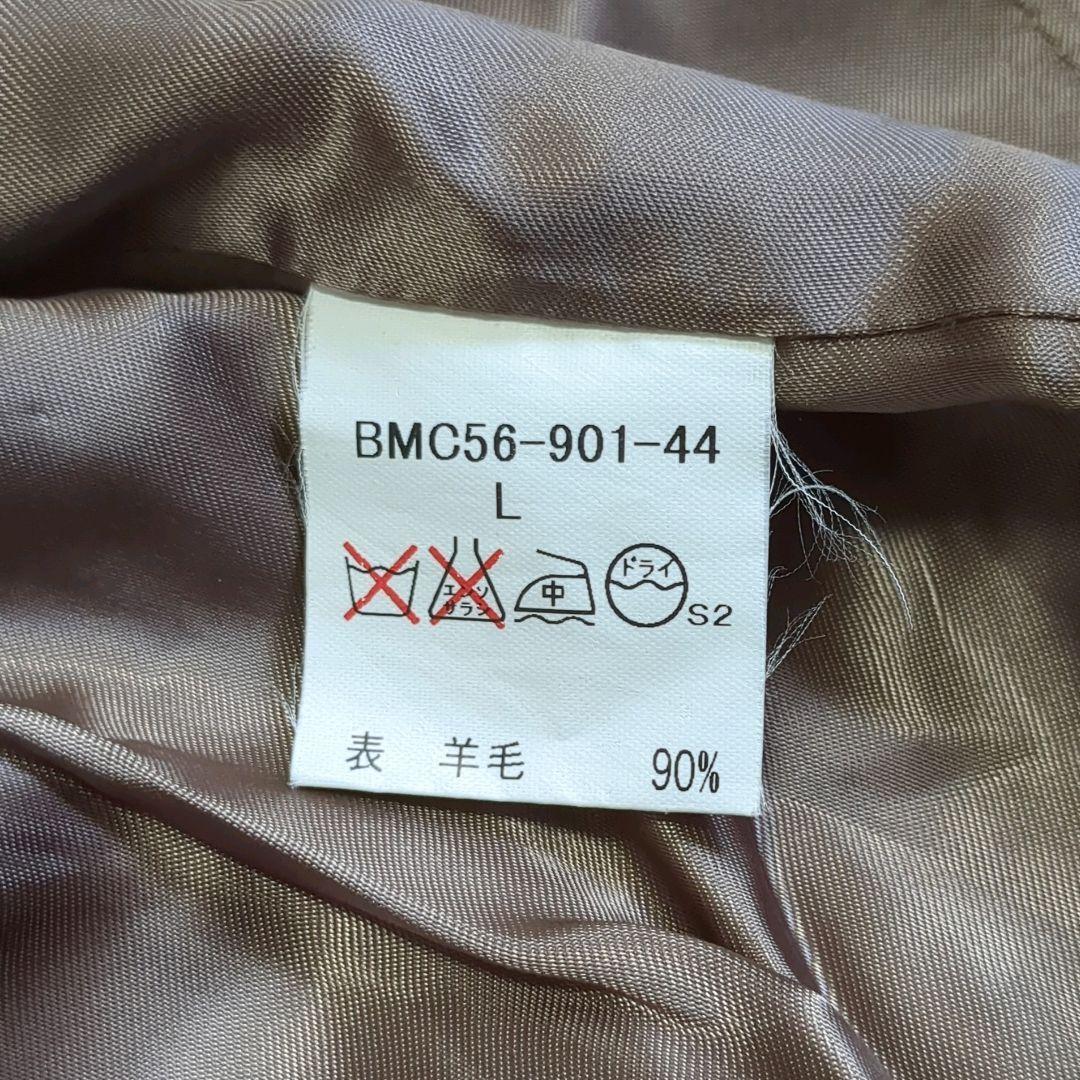 BMC56-901-44
L
エンソ サラシ 中 ドライ S2
表 羊毛 90%